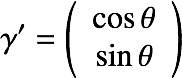 γ′ = ( cos θ
sin θ )